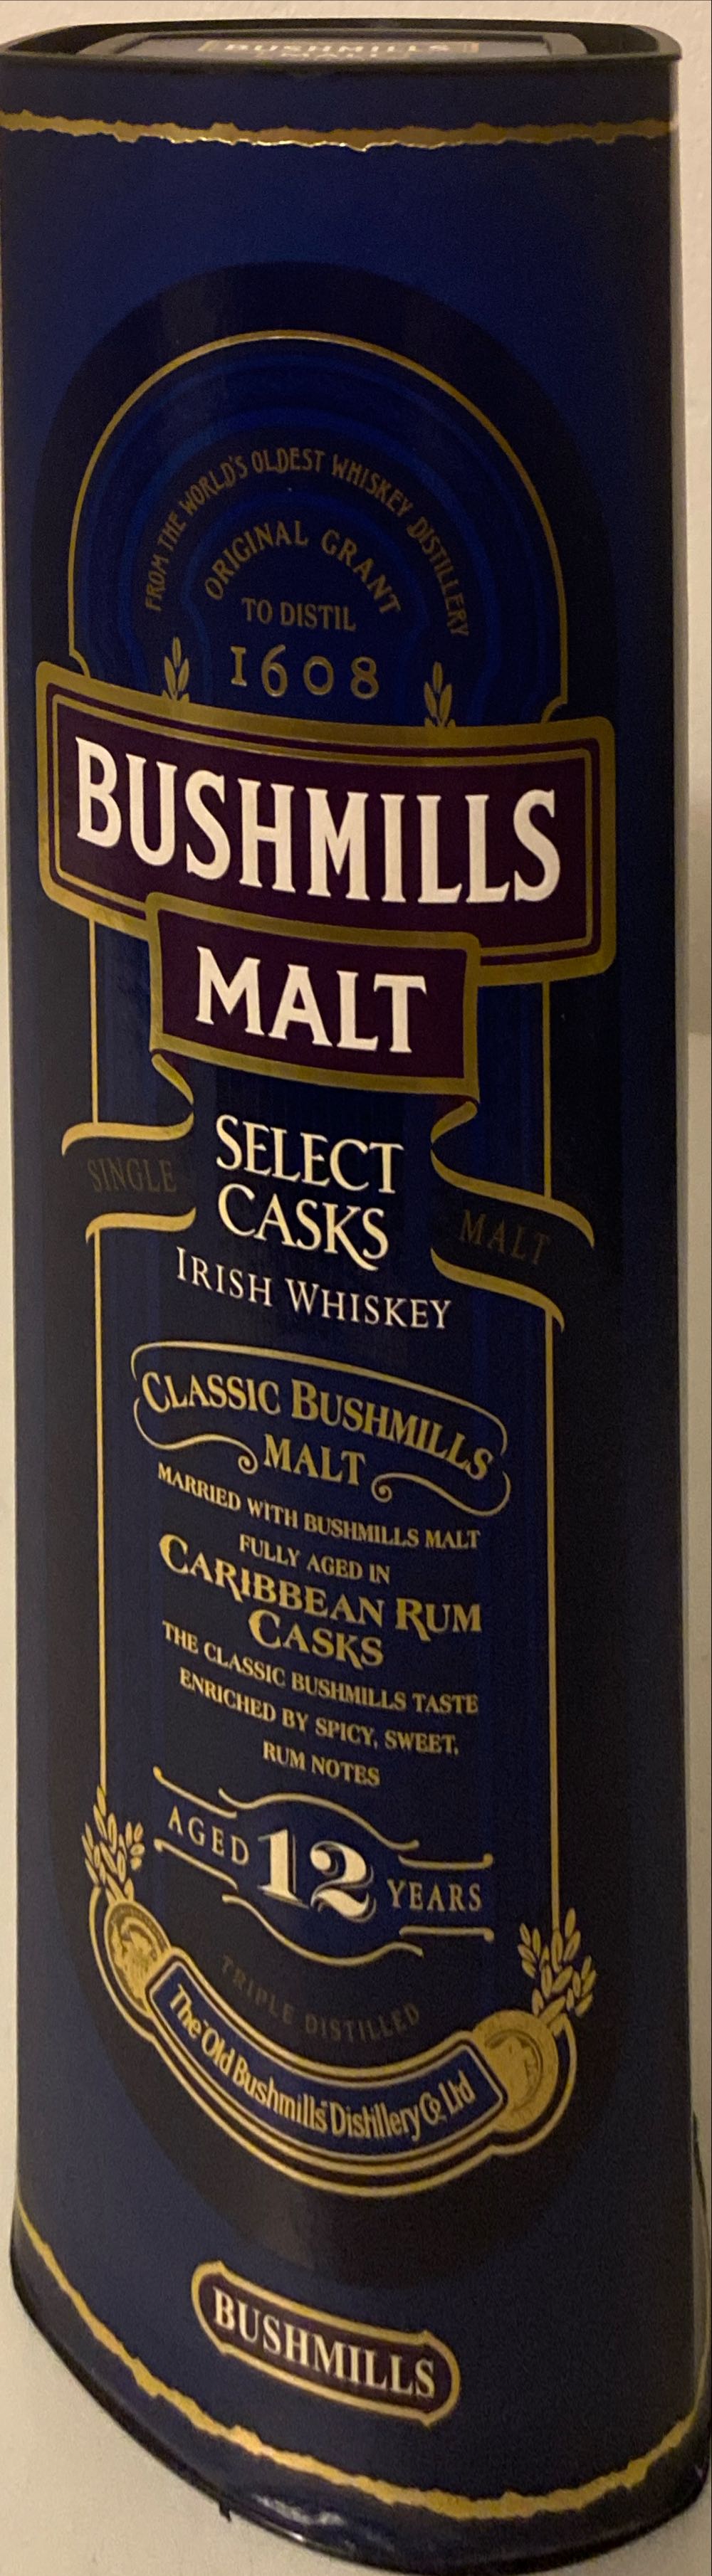 BUSHMILLS
MALT
FROM THE WORLD'S OLDEST WHISKEY DISTILLERY
ORIGINAL GRANT
TO DISTIL
1608
BUSHMILLS
MALT
SELECT
CASKS
SINGLE MALT
IRISH WHISKEY
CLASSIC BUSHMILLS
MALT
MARRIED WITH BUSHMILLS MALT
FULLY AGED IN
CARIBBEAN RUM
CASKS
THE CLASSIC BUSHMILLS TASTE
ENRICHED BY SPICY, SWEET,
RUM NOTES
AGED 12 YEARS
TRIPLE DISTILLED
The "Old Bushmills" Distillery Co Ltd
BUSHMILLS